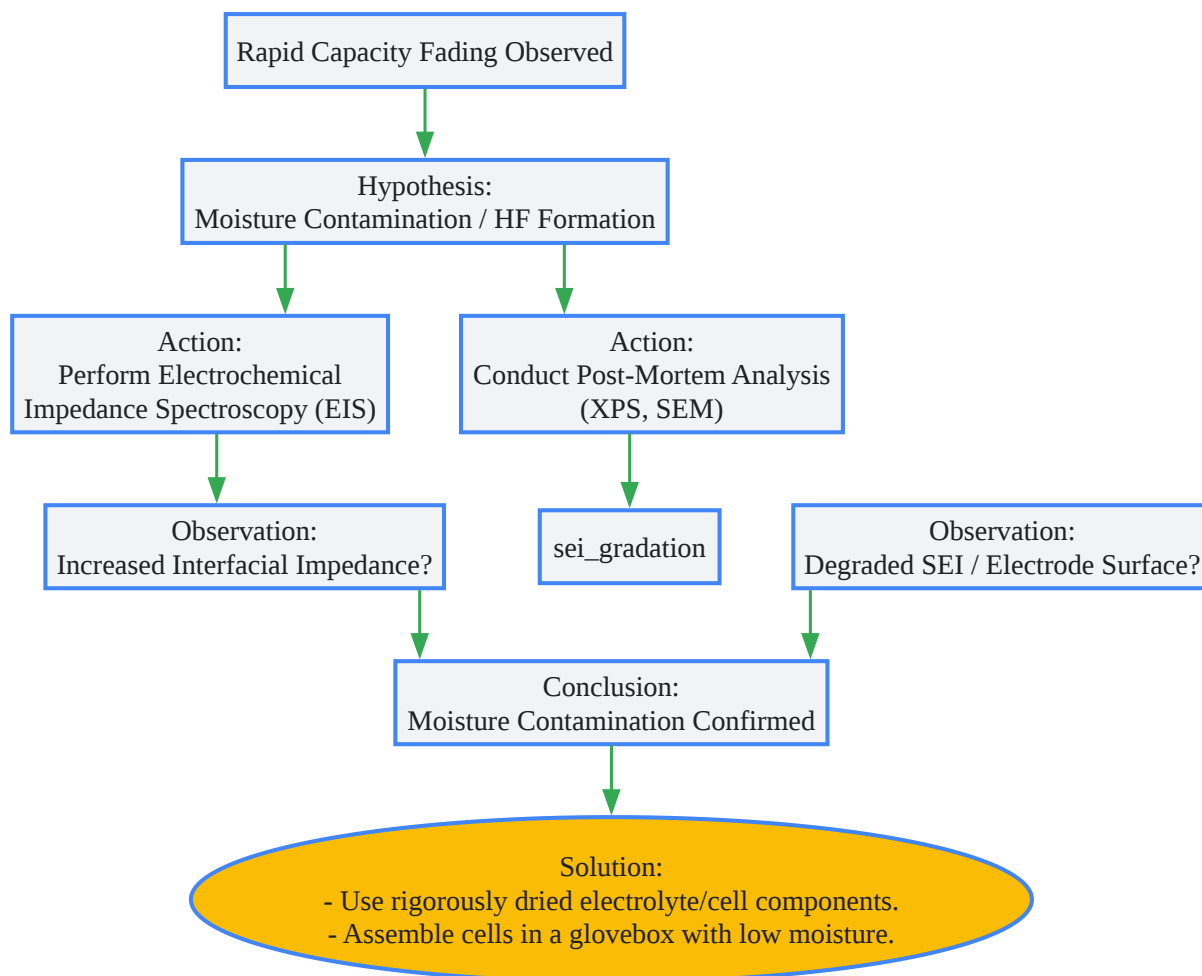 Rapid Capacity Fading Observed
Hypothesis:
Moisture Contamination / HF Formation
Action:
Perform Electrochemical
Impedance Spectroscopy (EIS)
Action:
Conduct Post-Mortem Analysis
(XPS, SEM)
Observation:
Increased Interfacial Impedance?
sei_gradation
Observation:
Degraded SEI / Electrode Surface?
Conclusion:
Moisture Contamination Confirmed
Solution:
- Use rigorously dried electrolyte/cell components.
- Assemble cells in a glovebox with low moisture.